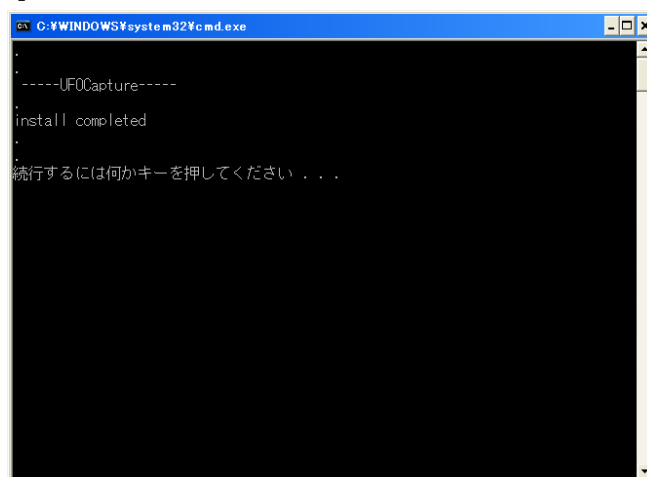 C:¥WINDOWS¥system32¥cmd.exe
.
.
-----UFOCapture-----
.
install completed
.
.
続行するには何かキーを押してください . . .